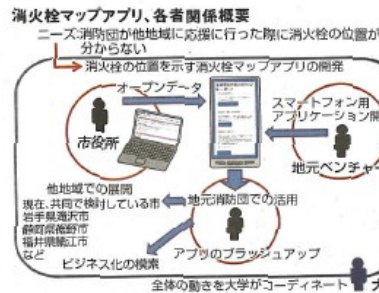 消火栓マップアプリ、各者関係概要
ニーズ:消防団が他地域に応援に行った際に消火栓の位置が
分からない
消火栓の位置を示す消火栓マップアプリの開発
オープンデータ
市役所
スマートフォン用
アプリケーション開
地元ベンチャー
他地域での展開
現在、共同で検討している市
岩手県滝沢市
静岡県裾野市
福井県鯖江市
など
地元消防団での活用
アプリのブラッシュアップ
ビジネス化の模索
全体の動きを大学がコーディネート